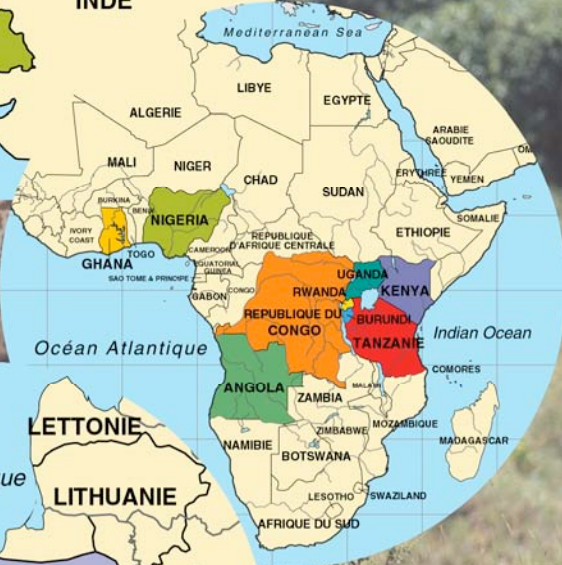 INDE
Mediterranean Sea
LIBYE
EGYPTE
ALGERIE
ARABIE
SAOUDITE
OM
MALI
NIGER
CHAD
SUDAN
ERYTHRÉE
YEMEN
BURKINA
BENIN
NIGERIA
SOMALIE
IVORY
COAST
ETHIOPIE
REPUBLIQUE
D'AFRIQUE CENTRALE
TOGO
GHANA
CAMEROON
EQUATORIAL
GUINEA
SAO TOME & PRINCIPE
UGANDA
KENYA
RWANDA
GABON
CONGO
REPUBLIQUE DU
CONGO
BURUNDI
TANZANIE
Indian Ocean
Océan Atlantique
COMORES
ANGOLA
ZAMBIA
MALAWI
LETTONIE
ZIMBABWE
MOZAMBIQUE
MADAGASCAR
NAMIBIE
BOTSWANA
ue
LITHUANIE
LESOTHO
SWAZILAND
AFRIQUE DU SUD